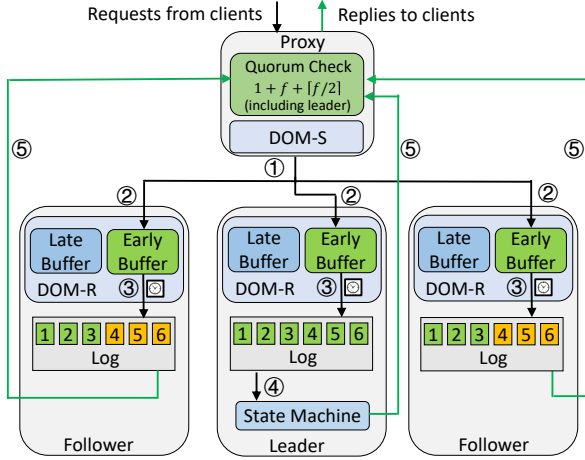 Requests from clients
Replies to clients
Proxy
Quorum Check
1 + f + ⌈f/2⌉
(including leader)
DOM-S
①
⑤
⑤
⑤
②
②
②
Late Buffer
Early Buffer
DOM-R
③
1 2 3 4 5 6
Log
Follower
Late Buffer
Early Buffer
DOM-R
③
1 2 3 4 5 6
Log
④
State Machine
Leader
Late Buffer
Early Buffer
DOM-R
③
1 2 3 4 5 6
Log
Follower